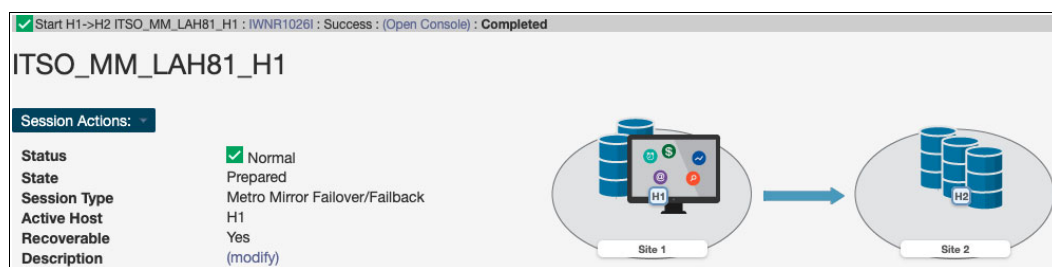 Start H1->H2 ITSO_MM_LAH81_H1 : IWNR1026I : Success : (Open Console) : Completed
ITSO_MM_LAH81_H1
Session Actions:
Status Normal
State Prepared
Session Type Metro Mirror Failover/Failback
Active Host H1
Recoverable Yes
Description (modify)
$
@
H1
H2
Site 1
Site 2